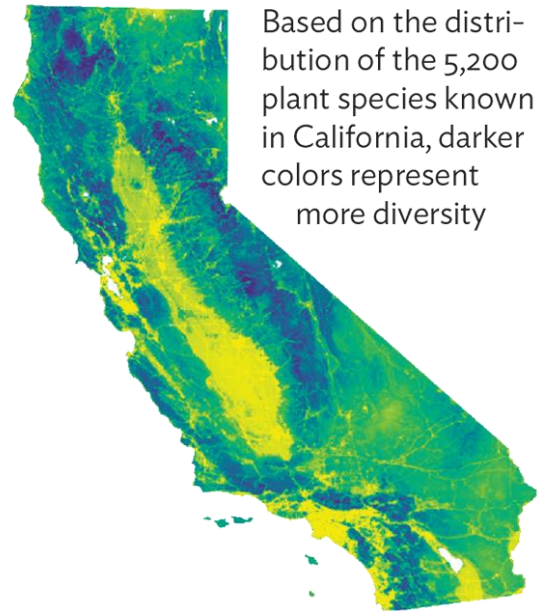 Based on the distri-
bution of the 5,200
plant species known
in California, darker
colors represent
more diversity